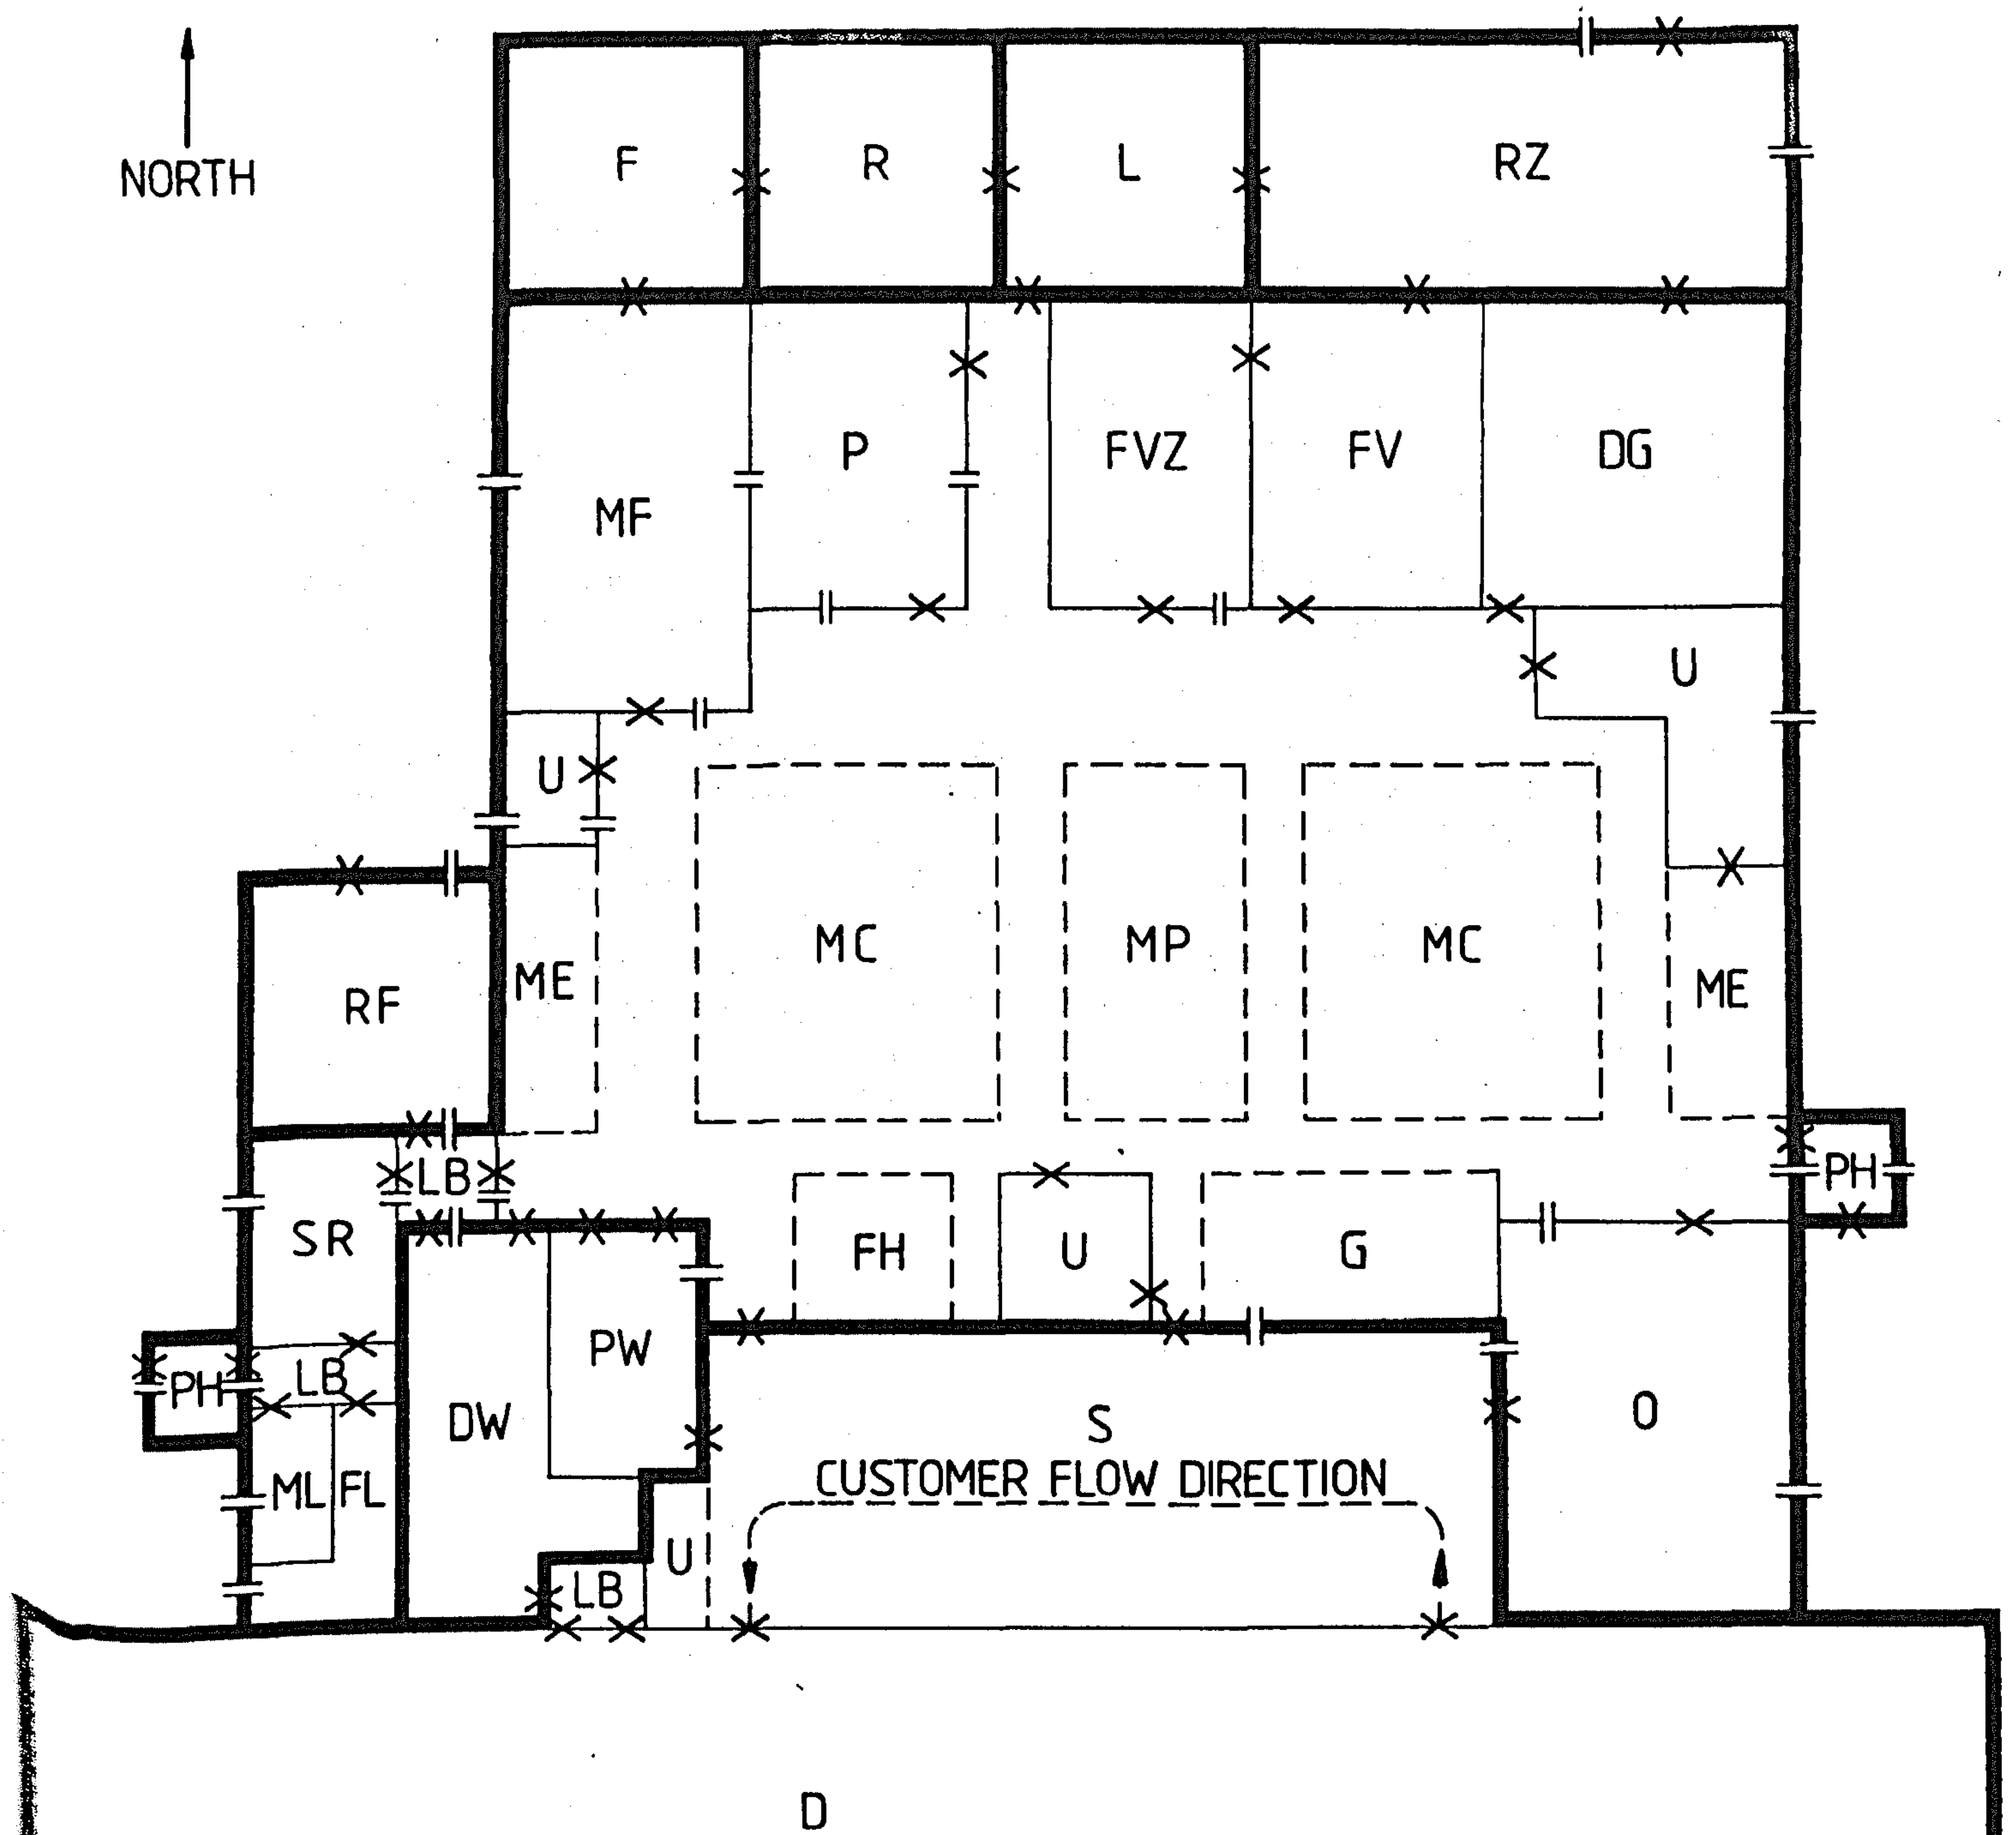 NORTH
F
R
L
RZ
P
FVZ
FV
DG
MF
U
U
MC
MP
MC
ME
ME
RF
LB
PH
SR
FH
U
G
PW
PH
LB
DW
S
O
CUSTOMER FLOW DIRECTION
ML
FL
U
LB
D